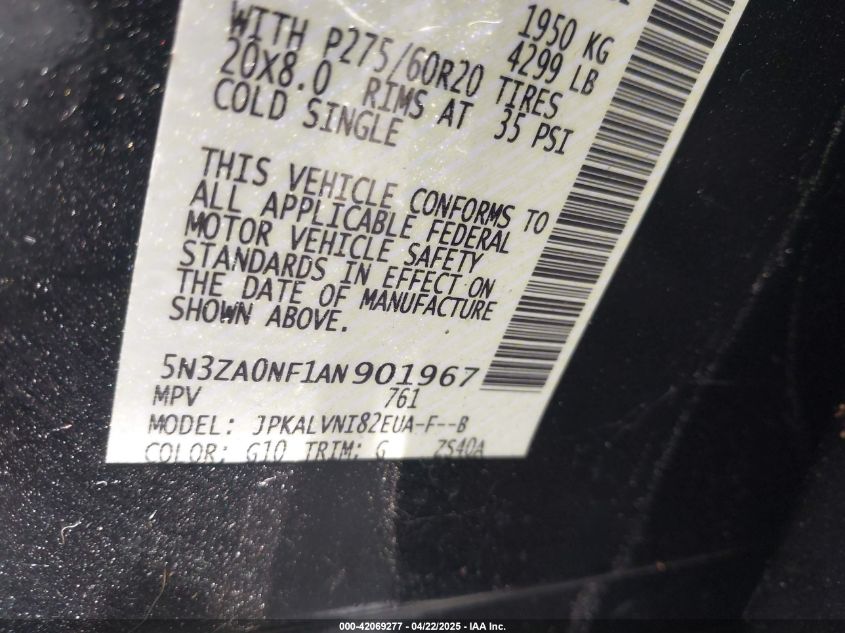 1950 KG
4299 LB
WITH P275/60R20 TIRES
20X8.0 RIMS AT 35 PSI
COLD SINGLE
THIS VEHICLE CONFORMS TO
ALL APPLICABLE FEDERAL
MOTOR VEHICLE SAFETY
STANDARDS IN EFFECT ON
THE DATE OF MANUFACTURE
SHOWN ABOVE.
5N3ZA0NF1AN901967
MPV 761
MODEL: JPKALVNI82EUA-F--B
COLOR: G10 TRIM: G ZS40A
000-42069277 - 04/22/2025 - IAA Inc.